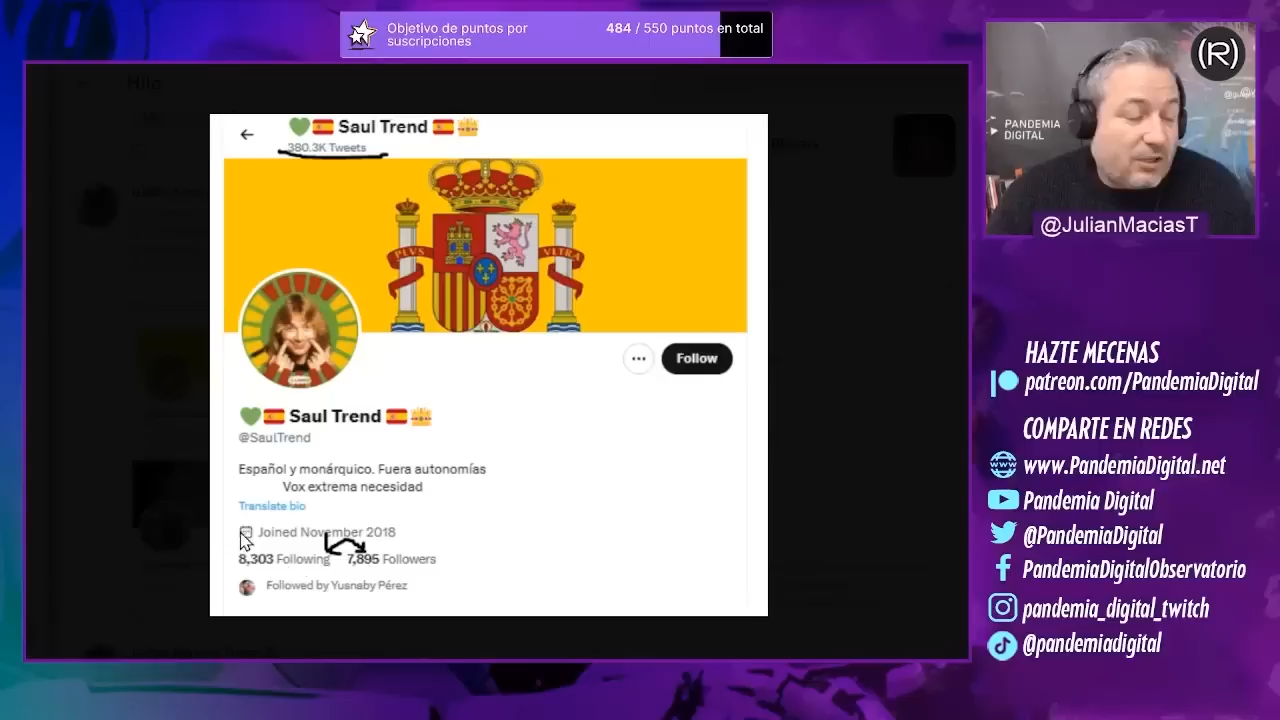 Objetivo de puntos por
suscripciones
484 / 550 puntos en total
Hilo
💚🇪🇸 Saul Trend 🇪🇸👑
380.3K Tweets
PLVS
VLTRA
Follow
💚🇪🇸 Saul Trend 🇪🇸👑
@SaulTrend
Español y monárquico. Fuera autonomías
Vox extrema necesidad
Translate bio
Joined November 2018
8,303 Following 7,895 Followers
Followed by Yusnaby Pérez
(R)
PANDEMIA
DIGITAL
@JulianMaciasT
HAZTE MECENAS
patreon.com/PandemiaDigital
COMPARTE EN REDES
www.PandemiaDigital.net
Pandemia Digital
@PandemiaDigital
PandemiaDigitalObservatorio
pandemia_digital_twitch
@pandemiadigital